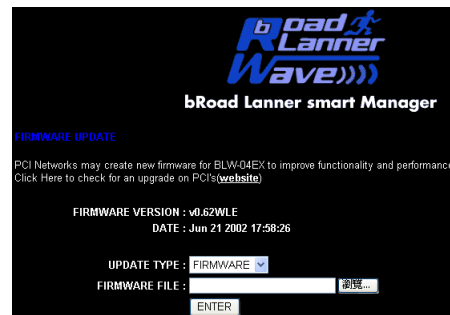 bRoad
Lanner
Wave
bRoad Lanner smart Manager
FIRMWARE UPDATE
PCI Networks may create new firmware for BLW-04EX to improve functionality and performance
Click Here to check for an upgrade on PCI's(website)
FIRMWARE VERSION : v0.62WLE
DATE : Jun 21 2002 17:58:26
UPDATE TYPE : FIRMWARE
FIRMWARE FILE : 瀏覽...
ENTER